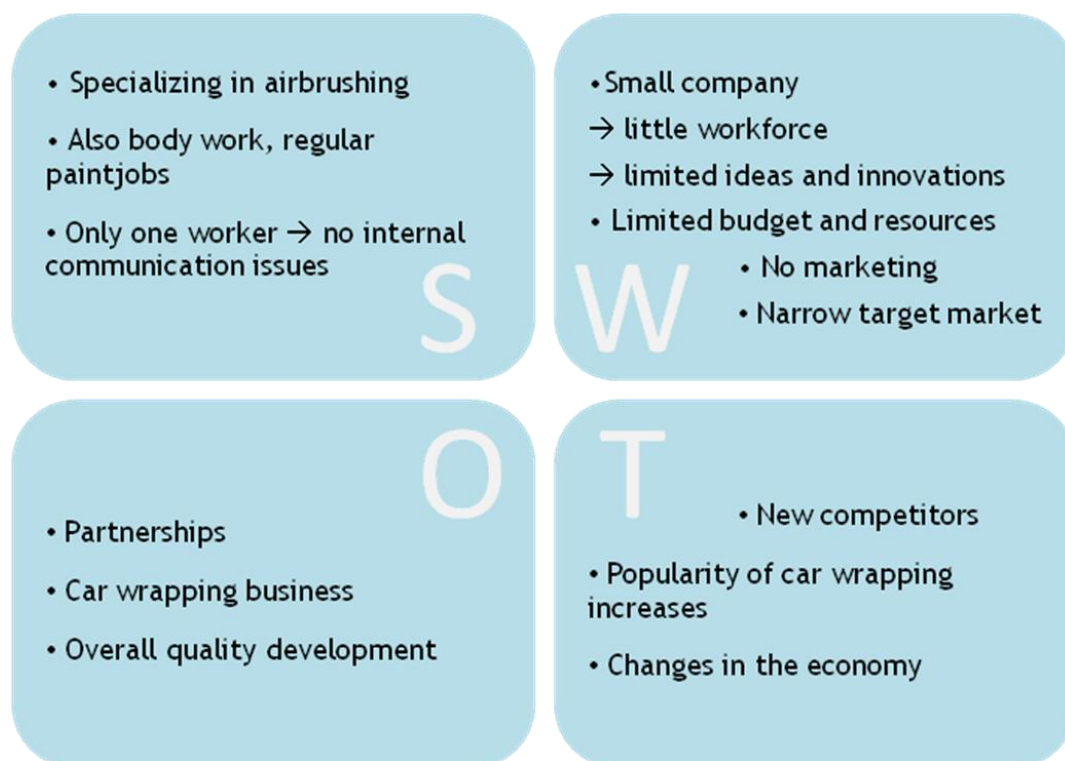 • Specializing in airbrushing
• Also body work, regular
paintjobs
• Only one worker → no internal
communication issues
S
•Small company
→ little workforce
→ limited ideas and innovations
• Limited budget and resources
• No marketing
• Narrow target market
W
O
• Partnerships
• Car wrapping business
• Overall quality development
T
• New competitors
• Popularity of car wrapping
increases
• Changes in the economy